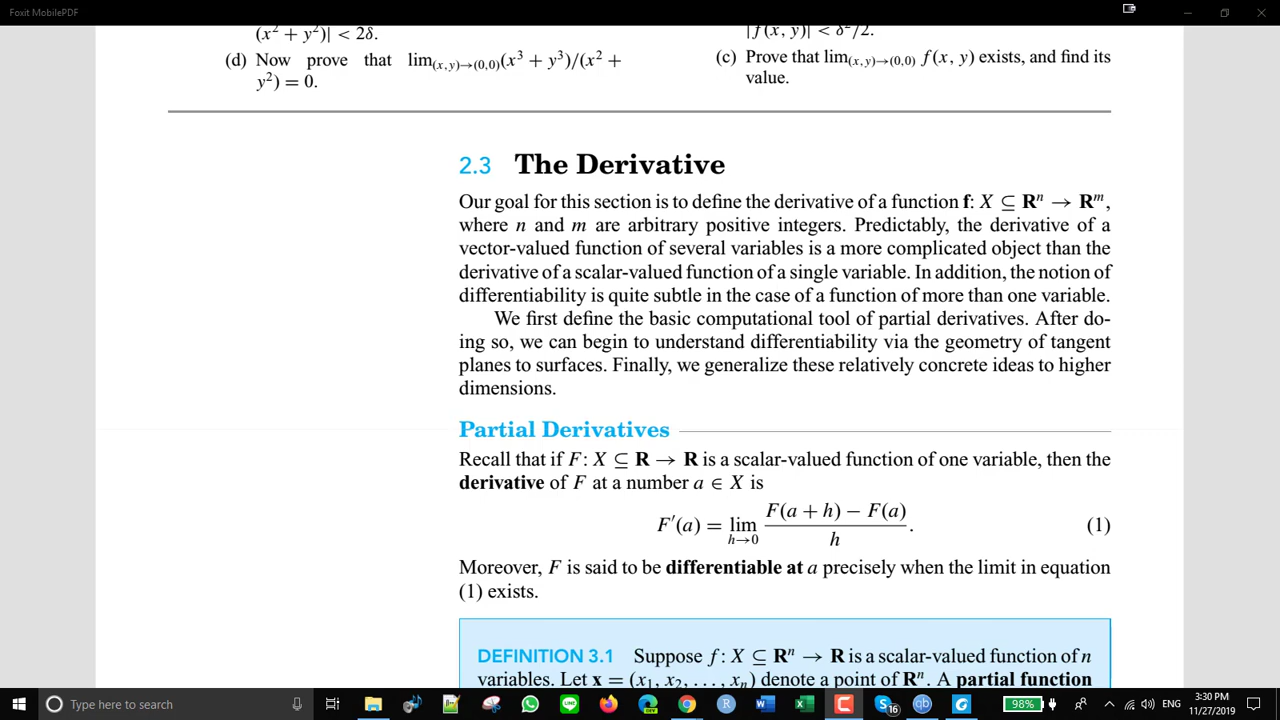 Foxit MobilePDF
(x² + y²)| < 2δ.
(d) Now prove that lim(x,y)→(0,0)(x³ + y³)/(x² +
y²) = 0.
|f(x, y)| < δ²/2.
(c) Prove that lim(x,y)→(0,0) f(x, y) exists, and find its
value.
2.3 The Derivative
Our goal for this section is to define the derivative of a function f: X ⊆ Rⁿ → Rᵐ,
where n and m are arbitrary positive integers. Predictably, the derivative of a
vector-valued function of several variables is a more complicated object than the
derivative of a scalar-valued function of a single variable. In addition, the notion of
differentiability is quite subtle in the case of a function of more than one variable.
We first define the basic computational tool of partial derivatives. After do-
ing so, we can begin to understand differentiability via the geometry of tangent
planes to surfaces. Finally, we generalize these relatively concrete ideas to higher
dimensions.
Partial Derivatives
Recall that if F: X ⊆ R → R is a scalar-valued function of one variable, then the
derivative of F at a number a ∈ X is
F′(a) = lim h→0 F(a + h) − F(a) / h. (1)
Moreover, F is said to be differentiable at a precisely when the limit in equation
(1) exists.
DEFINITION 3.1 Suppose f: X ⊆ Rⁿ → R is a scalar-valued function of n
variables. Let x = (x₁, x₂, . . . , xₙ) denote a point of Rⁿ. A partial function
Type here to search
16
98%
ENG
3:30 PM
11/27/2019